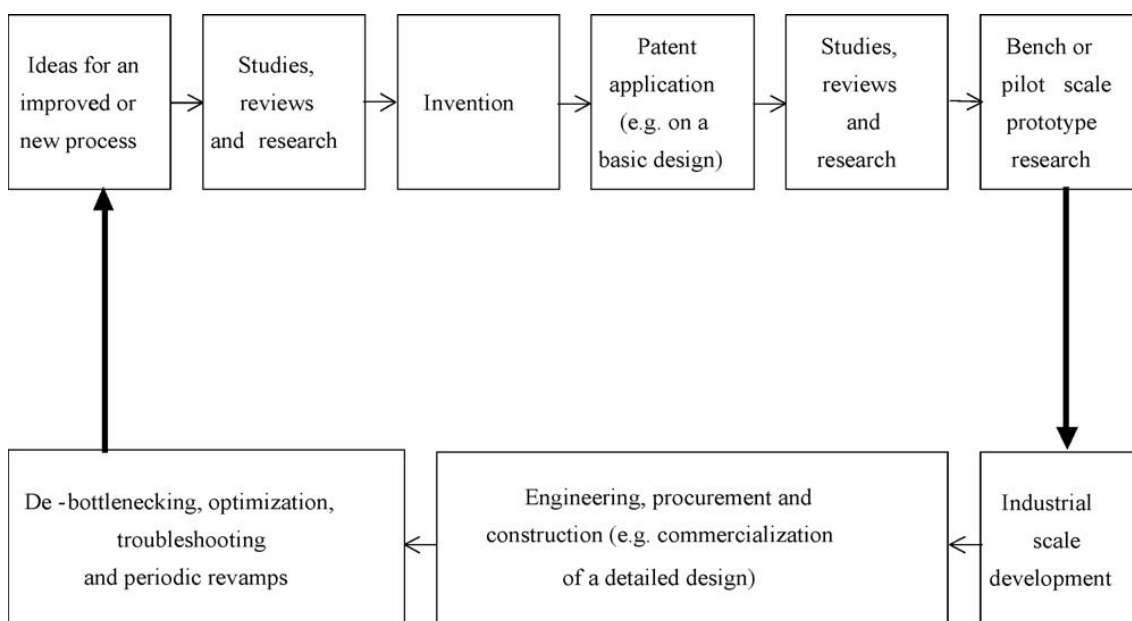 Ideas for an
improved or
new process
Studies,
reviews
and research
Invention
Patent
application
(e.g. on a
basic design)
Studies,
reviews
and
research
Bench or
pilot scale
prototype
research
Industrial
scale
development
Engineering, procurement and
construction (e.g. commercialization
of a detailed design)
De -bottlenecking, optimization,
troubleshooting
and periodic revamps